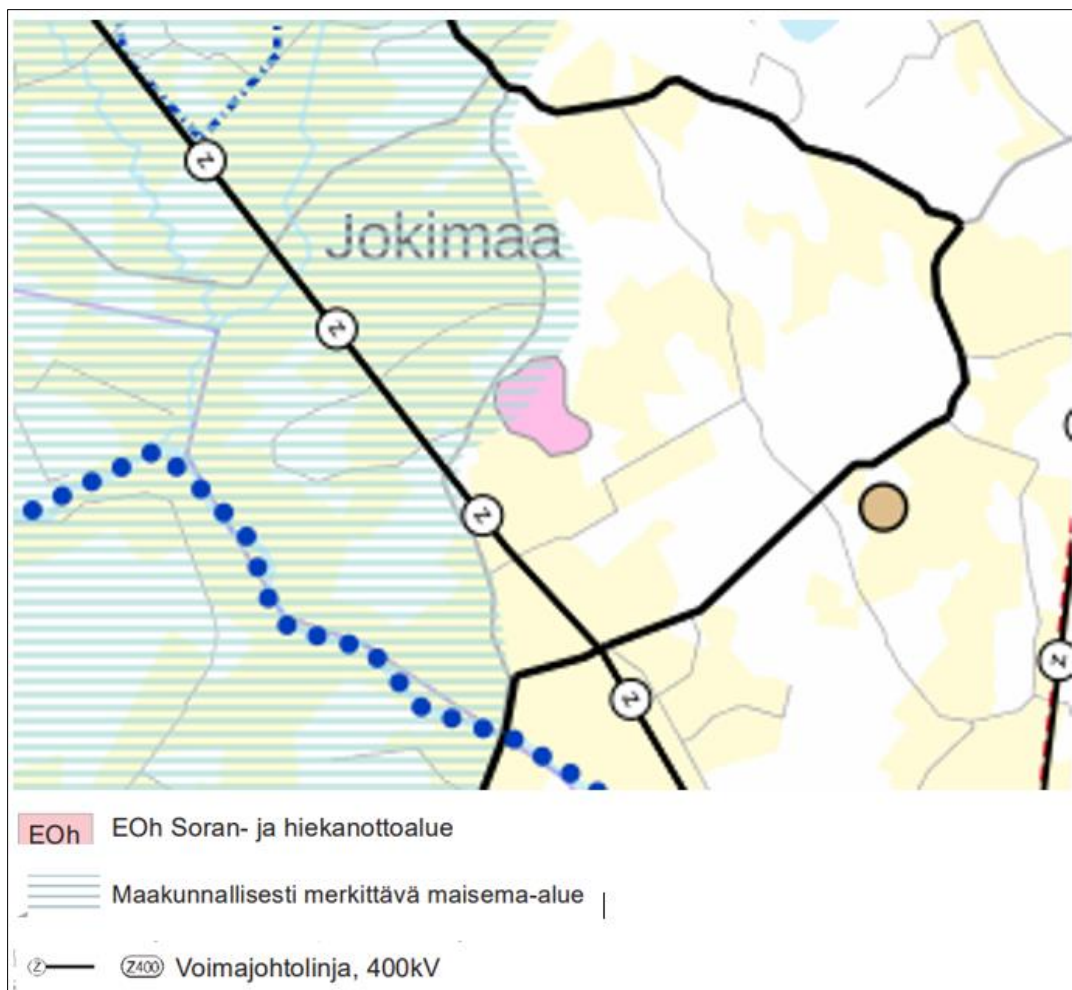 Z
Jokimaa
Z
Z
Z
Z
EOh EOh Soran- ja hiekanottoalue
Maakunnallisesti merkittävä maisema-alue
Z Z400 Voimajohtolinja, 400kV